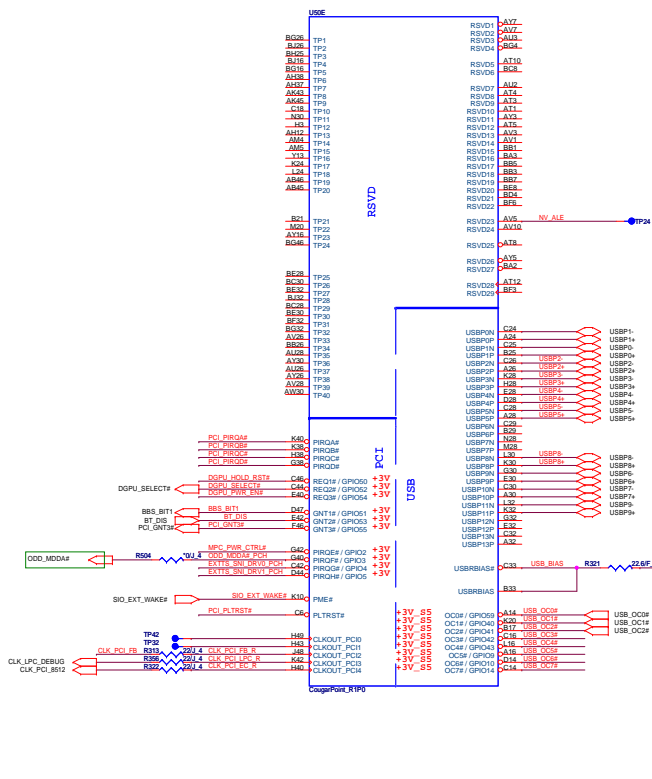 U50E
BG26 TP1
BJ26 TP2
BH25 TP3
BJ16 TP4
BG16 TP5
AH38 TP6
AH37 TP7
AK43 TP8
AK45 TP9
C18 TP10
N30 TP11
H3 TP12
AH12 TP13
AM4 TP14
AM5 TP15
Y13 TP16
K24 TP17
L24 TP18
AB46 TP19
AB45 TP20
B21 TP21
M20 TP22
AY16 TP23
BG46 TP24
BE28 TP25
BC30 TP26
BE32 TP27
BJ32 TP28
BC28 TP29
BE30 TP30
BF32 TP31
BG32 TP32
AV26 TP33
BB26 TP34
AU28 TP35
AY30 TP36
AU26 TP37
AY26 TP38
AV28 TP39
AW30 TP40
RSVD
RSVD1 AY7
RSVD2 AV7
RSVD3 AU3
RSVD4 BG4
RSVD5 AT10
RSVD6 BC8
RSVD7 AU2
RSVD8 AT4
RSVD9 AT3
RSVD10 AT1
RSVD11 AY3
RSVD12 AT5
RSVD13 AV3
RSVD14 AV1
RSVD15 BB1
RSVD16 BA3
RSVD17 BB5
RSVD18 BB3
RSVD19 BB7
RSVD20 BE8
RSVD21 BD4
RSVD22 BF6
RSVD23 AV5 NV_ALE TP24
RSVD24 AV10
RSVD25 AT8
RSVD26 AY5
RSVD27 BA2
RSVD28 AT12
RSVD29 BF3
USBP0N C24 USBP1-
USBP0P A24 USBP1+
USBP1N C25 USBP0-
USBP1P B25 USBP0+
USBP2N C26 USBP2- USBP2-
USBP2P A26 USBP2+ USBP2+
USBP3N K28 USBP3- USBP3-
USBP3P H28 USBP3+ USBP3+
USBP4N E28 USBP4- USBP4-
USBP4P D28 USBP4+ USBP4+
USBP5N C28 USBP5- USBP5-
USBP5P A28 USBP5+ USBP5+
USBP6N C29
USBP6P B29
USBP7N N28
USBP7P M28
USBP8N L30 USBP8- USBP8-
USBP8P K30 USBP8+ USBP8+
USBP9N G30 USBP6-
USBP9P E30 USBP6+
USBP10N C30 USBP7-
USBP10P A30 USBP7+
USBP11N L32 USBP9-
USBP11P K32 USBP9+
USBP12N G32
USBP12P E32
USBP13N C32
USBP13P A32
USBRBIAS# C33 USB_BIAS R321 22.6/F
B33
PCI
USB
PCI_PIRQA# K40 PIRQA#
PCI_PIRQB# K38 PIRQB#
PCI_PIRQC# H38 PIRQC#
PCI_PIRQD# G38 PIRQD#
DGPU_HOLD_RST# C46 REQ1# / GPIO50 +3V
DGPU_SELECT# DGPU_SELECT# C44 REQ2# / GPIO52 +3V
DGPU_PWR_EN# E40 REQ3# / GPIO54 +3V
BBS_BIT1 BBS_BIT1 D47 GNT1# / GPIO51 +3V
BT_DIS BT_DIS E42 GNT2# / GPIO53 +3V
PCI_GNT3# PCI_GNT3# F46 GNT3# / GPIO55 +3V
MPC_PWR_CTRL# G42 PIRQE# / GPIO2 +3V
ODD_MDDA# R504 *0/J_4 ODD_MDDA#_PCH G40 PIRQF# / GPIO3 +3V
EXTTS_SNI_DRV0_PCH C42 PIRQG# / GPIO4 +3V
EXTTS_SNI_DRV1_PCH D44 PIRQH# / GPIO5 +3V
SIO_EXT_WAKE# SIO_EXT_WAKE# K10 PME#
PCI_PLTRST# C6 PLTRST#
TP42 H49 CLKOUT_PCI0
TP32 H43 CLKOUT_PCI1
CLK_PCI_FB R313 22/J_4 CLK_PCI_FB_R J48 CLKOUT_PCI2
CLK_LPC_DEBUG R356 22/J_4 CLK_PCI_LPC_R K42 CLKOUT_PCI3
CLK_PCI_8512 R322 22/J_4 CLK_PCI_EC_R H40 CLKOUT_PCI4
+3V_S5 OC0# / GPIO59 A14 USB_OC0# USB_OC0#
+3V_S5 OC1# / GPIO40 K20 USB_OC1# USB_OC1#
+3V_S5 OC2# / GPIO41 B17 USB_OC2# USB_OC2#
+3V_S5 OC3# / GPIO42 C16 USB_OC3#
+3V_S5 OC4# / GPIO43 L16 USB_OC4#
+3V_S5 OC5# / GPIO9 A16 USB_OC5#
+3V_S5 OC6# / GPIO10 D14 USB_OC6#
+3V_S5 OC7# / GPIO14 C14 USB_OC7#
CougarPoint_R1P0